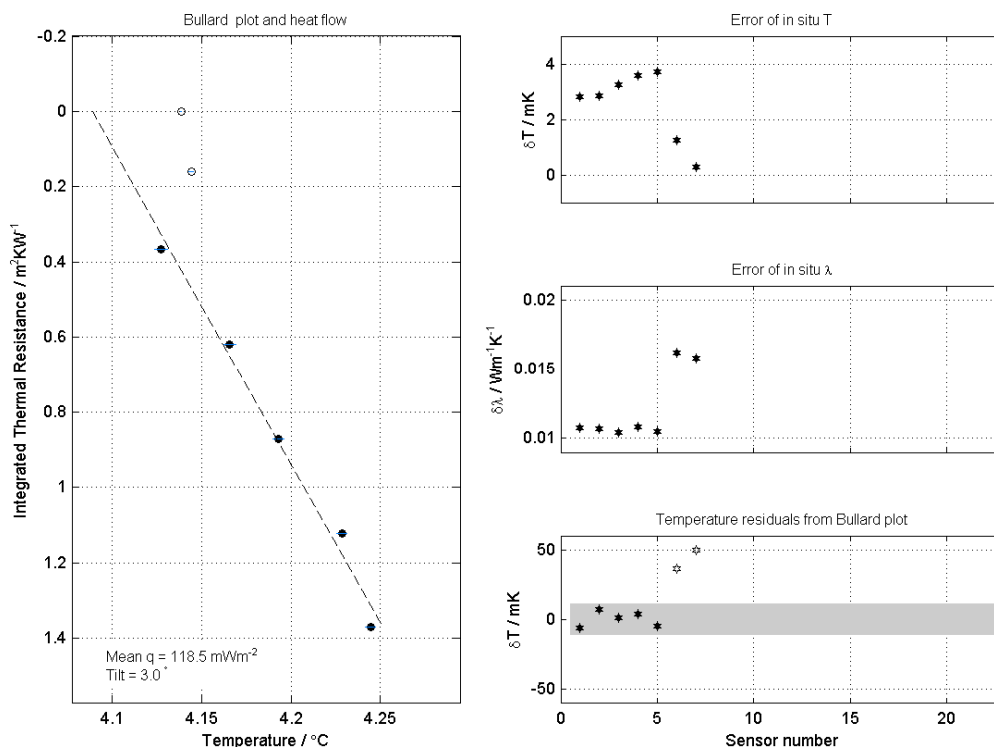 Bullard plot and heat flow
-0.2
0
0.2
0.4
0.6
0.8
1
1.2
1.4
Integrated Thermal Resistance / m²KW⁻¹
Mean q = 118.5 mWm⁻²
Tilt = 3.0 °
4.1
4.15
4.2
4.25
Temperature / °C
Error of in situ T
4
2
0
δT / mK
Error of in situ λ
0.02
0.015
0.01
δλ / Wm⁻¹K⁻¹
Temperature residuals from Bullard plot
50
0
-50
δT / mK
0
5
10
15
20
Sensor number